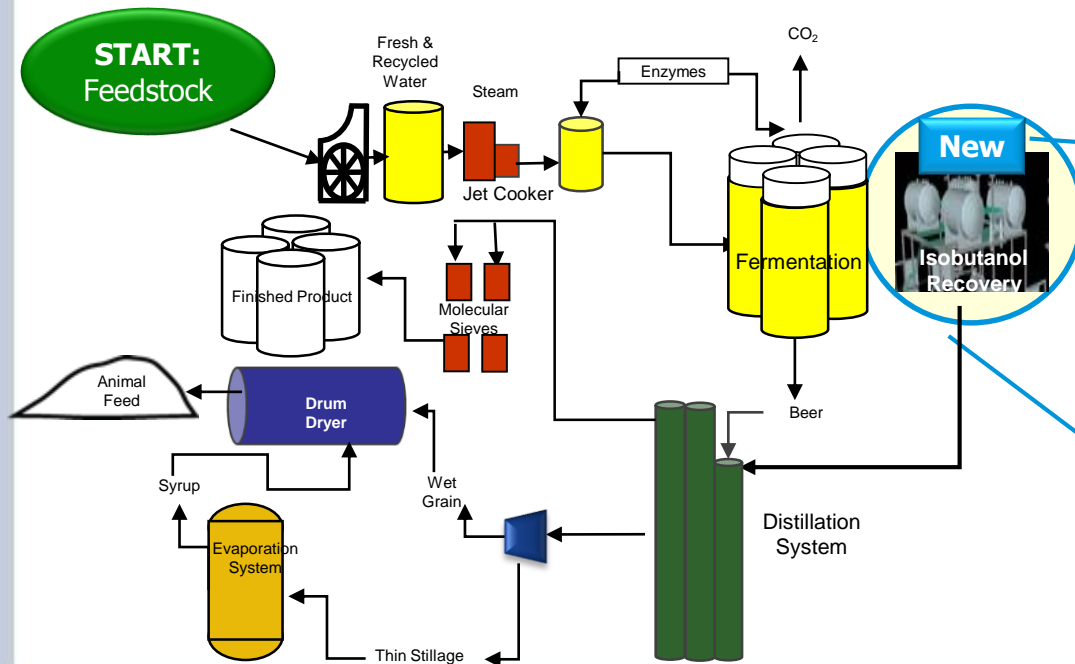 START:
Feedstock
Fresh &
Recycled
Water
Steam
Jet Cooker
Enzymes
CO₂
New
Isobutanol
Recovery
Fermentation
Finished Product
Molecular
Sieves
Animal
Feed
Drum
Dryer
Beer
Syrup
Wet
Grain
Distillation
System
Evaporation
System
Thin Stillage